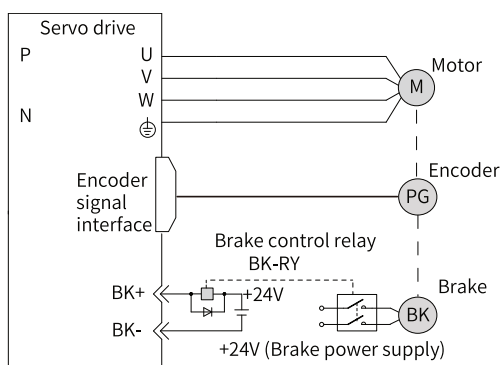 Servo drive
P
U
V
W
N
Motor
M
Encoder
signal
interface
Encoder
PG
Brake control relay
BK-RY
BK+
+24V
BK-
Brake
BK
+24V (Brake power supply)